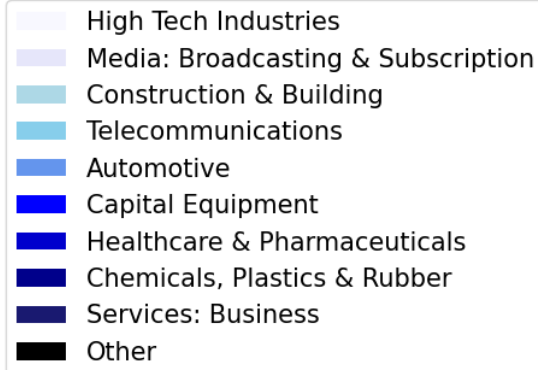 High Tech Industries
Media: Broadcasting & Subscription
Construction & Building
Telecommunications
Automotive
Capital Equipment
Healthcare & Pharmaceuticals
Chemicals, Plastics & Rubber
Services: Business
Other